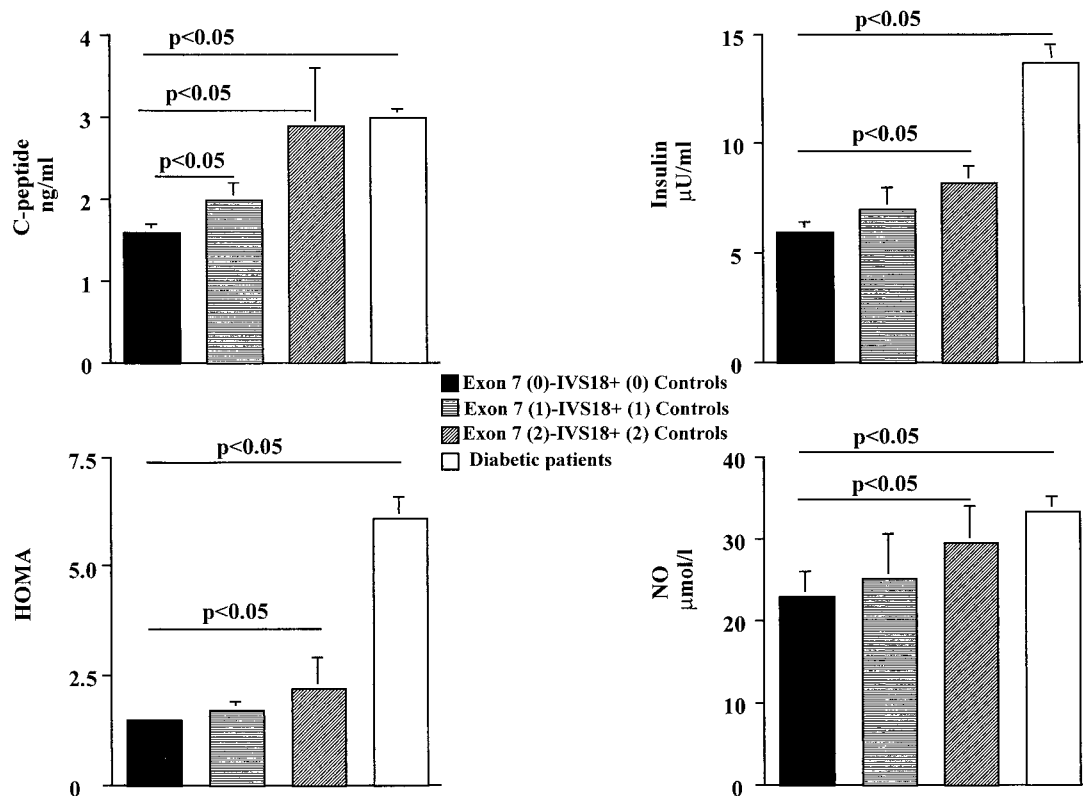 p<0.05
p<0.05
p<0.05
C-peptide
ng/ml
4
3
2
1
0
p<0.05
p<0.05
Insulin
µU/ml
15
10
5
0
Exon 7 (0)-IVS18+ (0) Controls
Exon 7 (1)-IVS18+ (1) Controls
Exon 7 (2)-IVS18+ (2) Controls
Diabetic patients
p<0.05
p<0.05
HOMA
7.5
5.0
2.5
0
p<0.05
p<0.05
NO
µmol/l
40
30
20
10
0